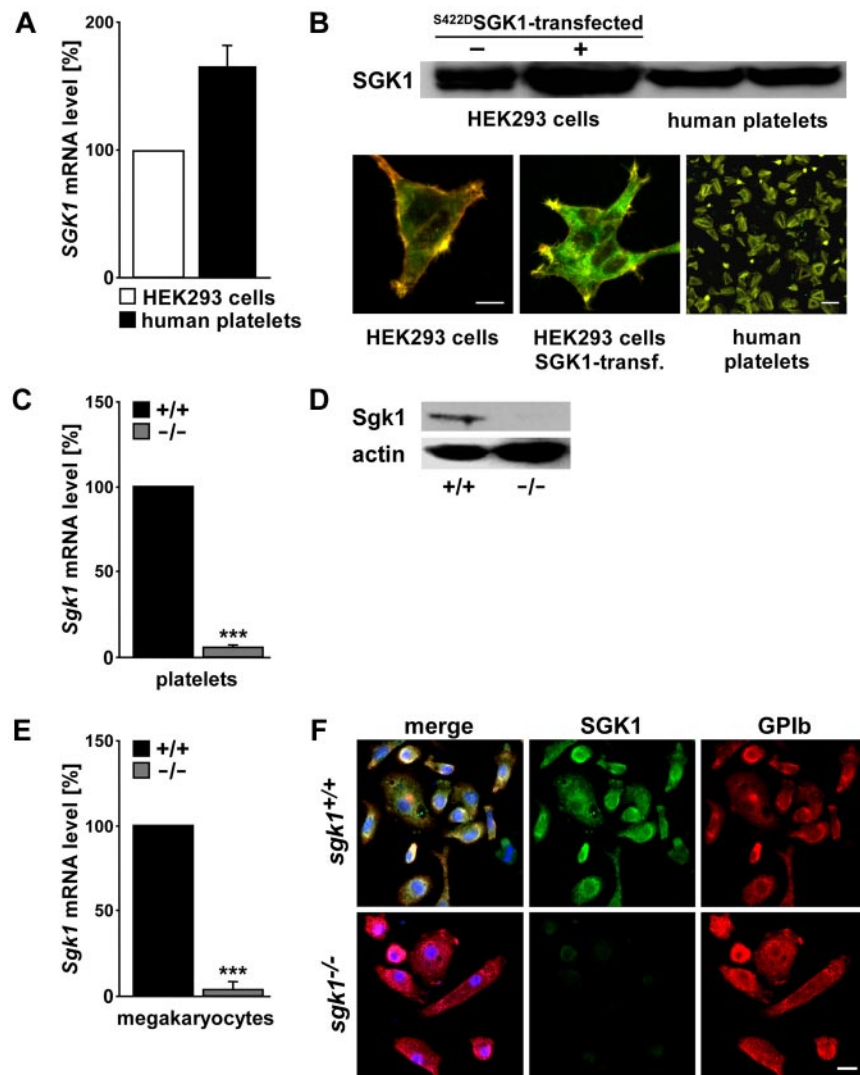 A
SGK1 mRNA level [%]
200
100
0
HEK293 cells
human platelets
B
S422DSGK1-transfected
– +
SGK1
HEK293 cells human platelets
HEK293 cells
HEK293 cells
SGK1-transf.
human
platelets
C
Sgk1 mRNA level [%]
150
100
50
0
+/+
–/–
***
platelets
D
Sgk1
actin
+/+ –/–
E
Sgk1 mRNA level [%]
150
100
50
0
+/+
–/–
***
megakaryocytes
F
merge SGK1 GPIb
sgk1+/+
sgk1-/-